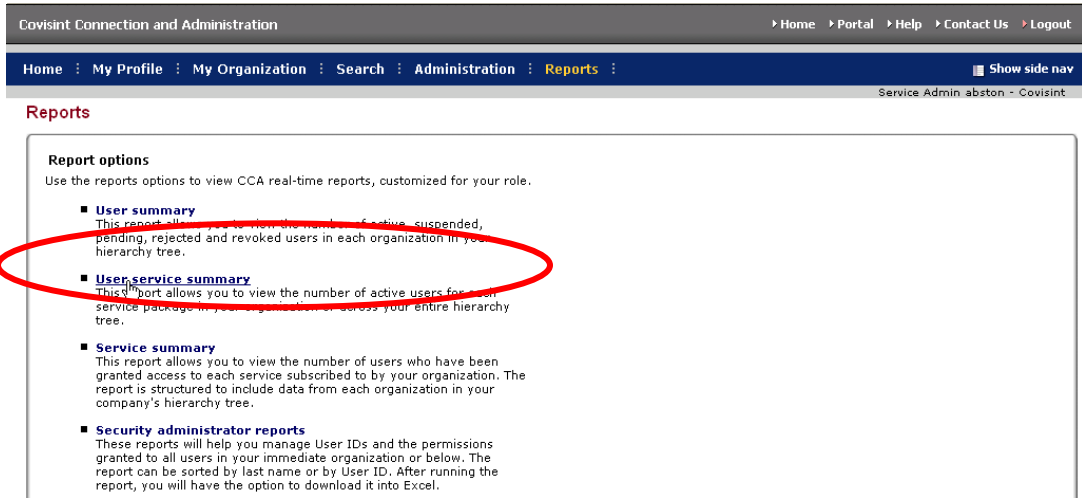 Covisint Connection and Administration
Home Portal Help Contact Us Logout
Home My Profile My Organization Search Administration Reports
Show side nav
Service Admin abston - Covisint
Reports
Report options
Use the reports options to view CCA real-time reports, customized for your role.
User summary
This report allows you to view the number of active, suspended,
pending, rejected and revoked users in each organization in your
hierarchy tree.
User service summary
This report allows you to view the number of active users for each
service package in your organization or across your entire hierarchy
tree.
Service summary
This report allows you to view the number of users who have been
granted access to each service subscribed to by your organization. The
report is structured to include data from each organization in your
company's hierarchy tree.
Security administrator reports
These reports will help you manage User IDs and the permissions
granted to all users in your immediate organization or below. The
report can be sorted by last name or by User ID. After running the
report, you will have the option to download it into Excel.